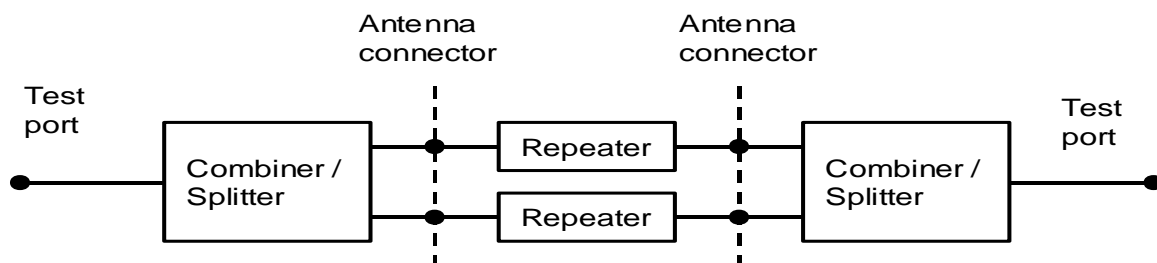 Antenna
connector
Antenna
connector
Test
port
Test
port
Repeater
Combiner /
Splitter
Combiner /
Splitter
Repeater